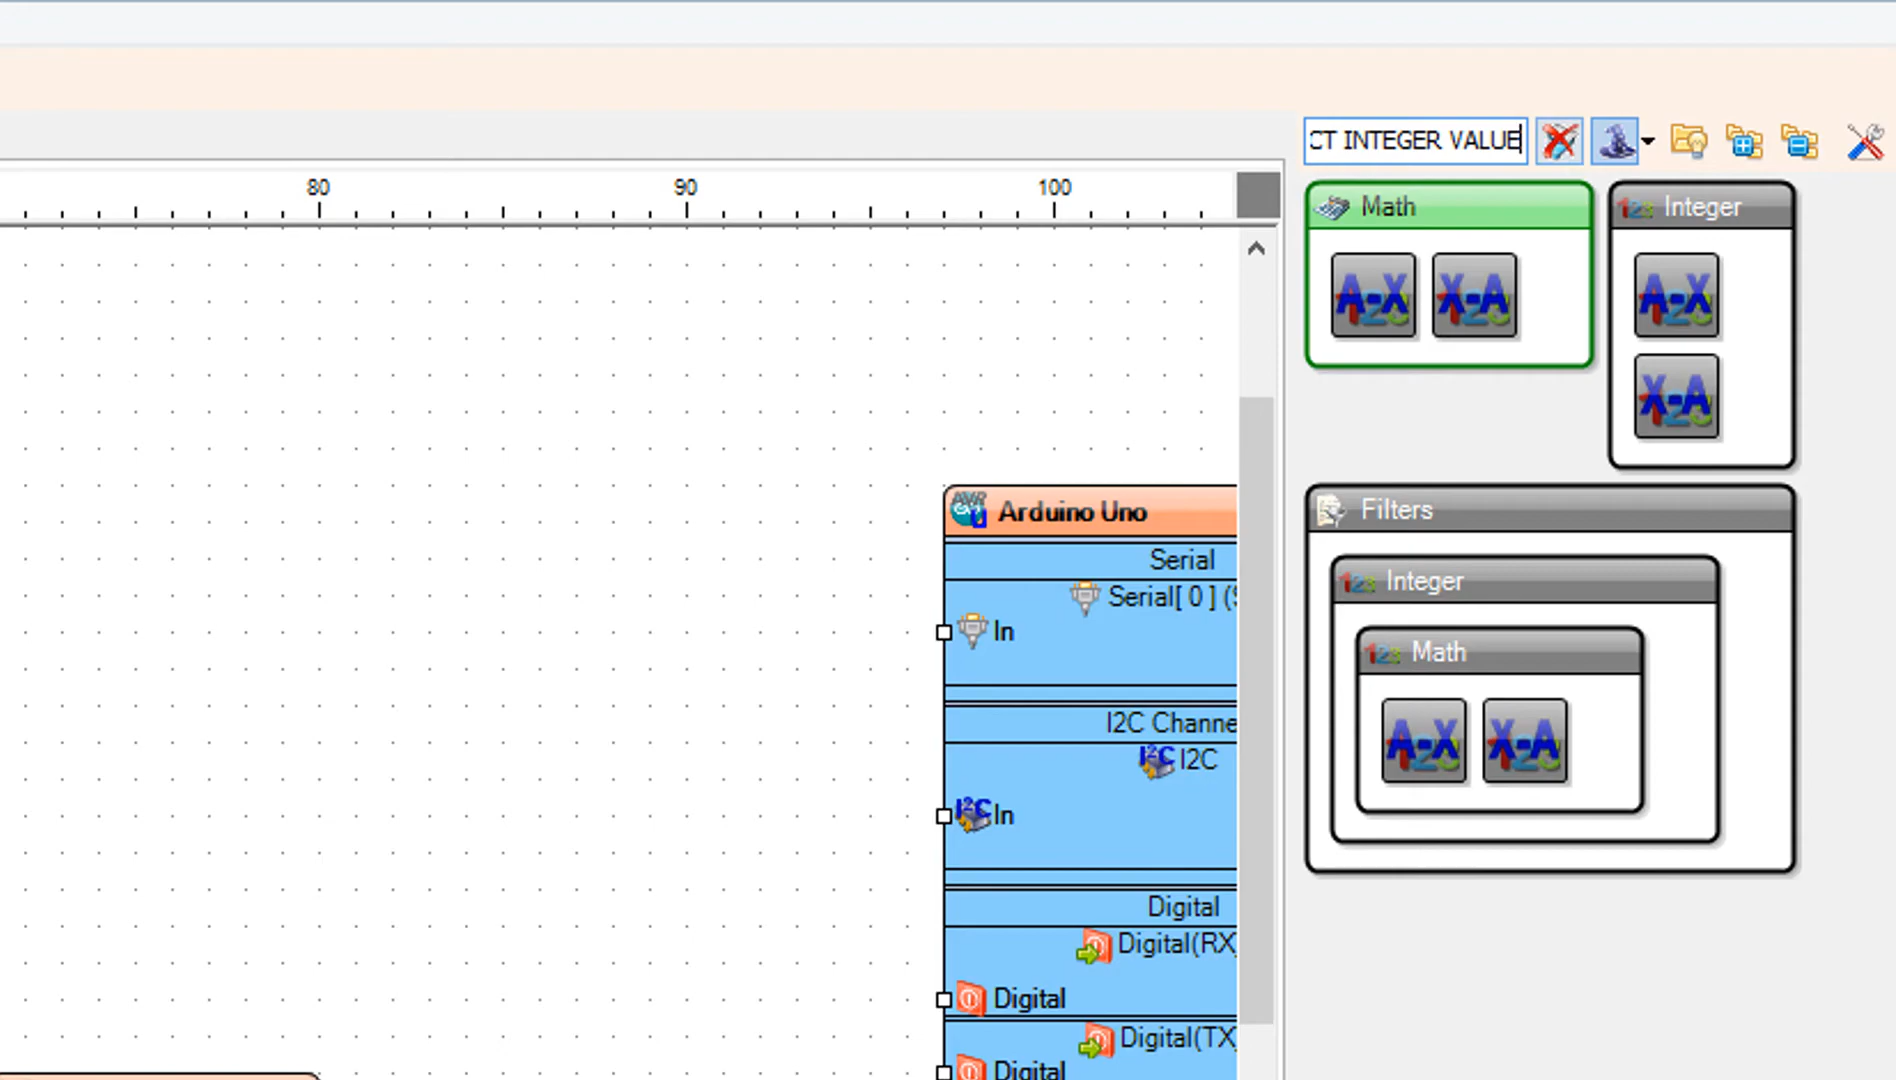 CT INTEGER VALUE
80 90 100
Math
A-X X-A
Integer
A-X
X-A
Arduino Uno
Serial
Serial[ 0 ] (
In
I2C Channe
I2C
In
Digital
Digital(RX
Digital
Digital(TX
Digital
Filters
Integer
Math
A-X X-A